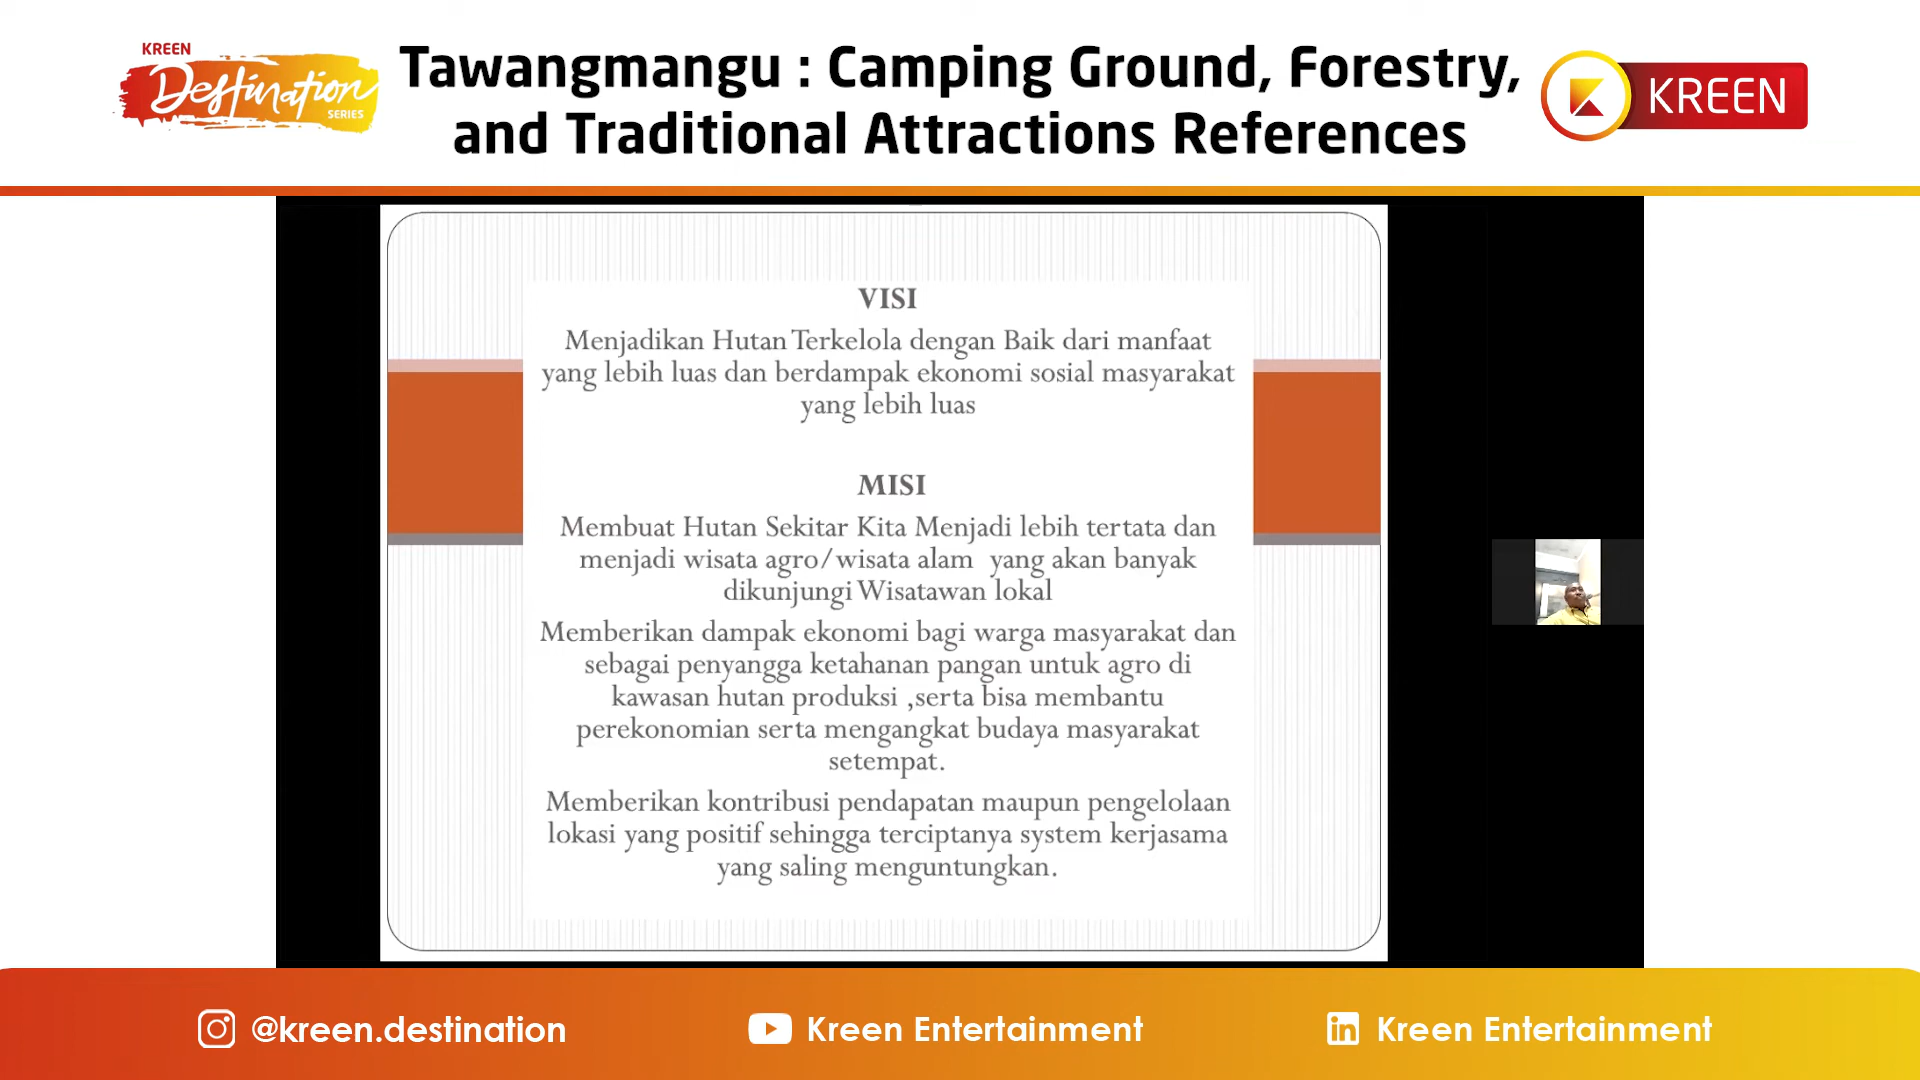 KREEN
Destination
SERIES
Tawangmangu : Camping Ground, Forestry,
and Traditional Attractions References
KREEN
VISI
Menjadikan Hutan Terkelola dengan Baik dari manfaat
yang lebih luas dan berdampak ekonomi sosial masyarakat
yang lebih luas
MISI
Membuat Hutan Sekitar Kita Menjadi lebih tertata dan
menjadi wisata agro/wisata alam yang akan banyak
dikunjungi Wisatawan lokal
Memberikan dampak ekonomi bagi warga masyarakat dan
sebagai penyangga ketahanan pangan untuk agro di
kawasan hutan produksi ,serta bisa membantu
perekonomian serta mengangkat budaya masyarakat
setempat.
Memberikan kontribusi pendapatan maupun pengelolaan
lokasi yang positif sehingga terciptanya system kerjasama
yang saling menguntungkan.
@kreen.destination
Kreen Entertainment
Kreen Entertainment